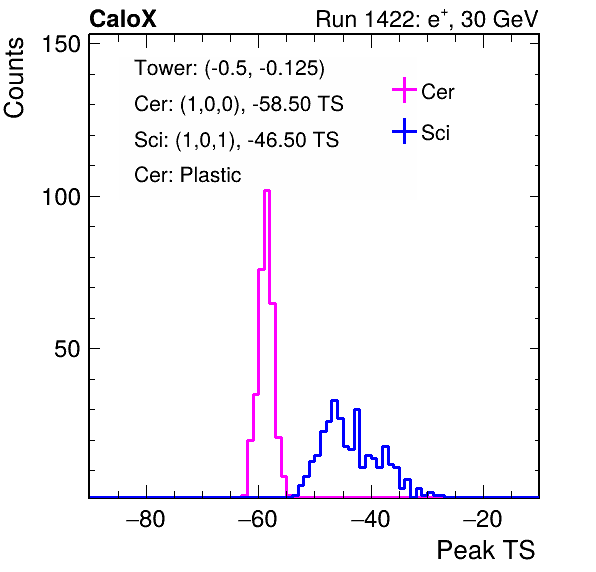 CaloX Run 1422: e+, 30 GeV
Counts
150
100
50
Tower: (-0.5, -0.125)
Cer: (1,0,0), -58.50 TS
Sci: (1,0,1), -46.50 TS
Cer: Plastic
Cer
Sci
−80 −60 −40 −20
Peak TS